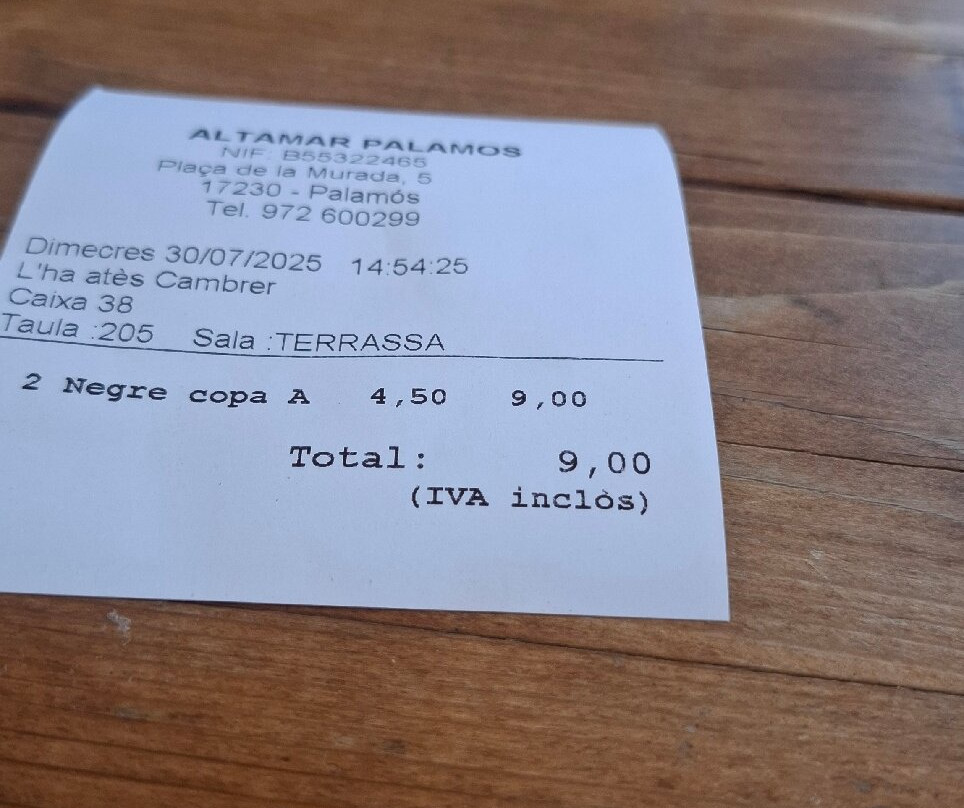 ALTAMAR PALAMOS
NIF: B55322465
Plaça de la Murada, 5
17230 - Palamós
Tel. 972 600299
Dimecres 30/07/2025 14:54:25
L'ha atès Cambrer
Caixa 38
Taula :205 Sala :TERRASSA
2 Negre copa A 4,50 9,00
Total: 9,00
(IVA inclòs)